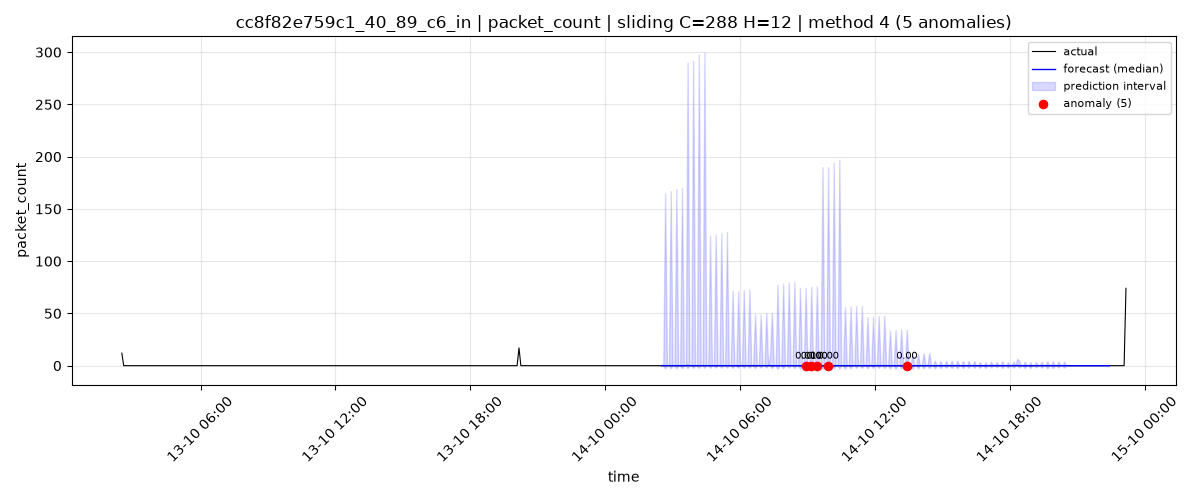 cc8f82e759c1_40_89_c6_in | packet_count | sliding C=288 H=12 | method 4 (5 anomalies)
actual
forecast (median)
prediction interval
anomaly (5)
300
250
200
150
100
50
0
packet_count
0.00
13-10 06:00
13-10 12:00
13-10 18:00
14-10 00:00
14-10 06:00
14-10 12:00
14-10 18:00
15-10 00:00
time